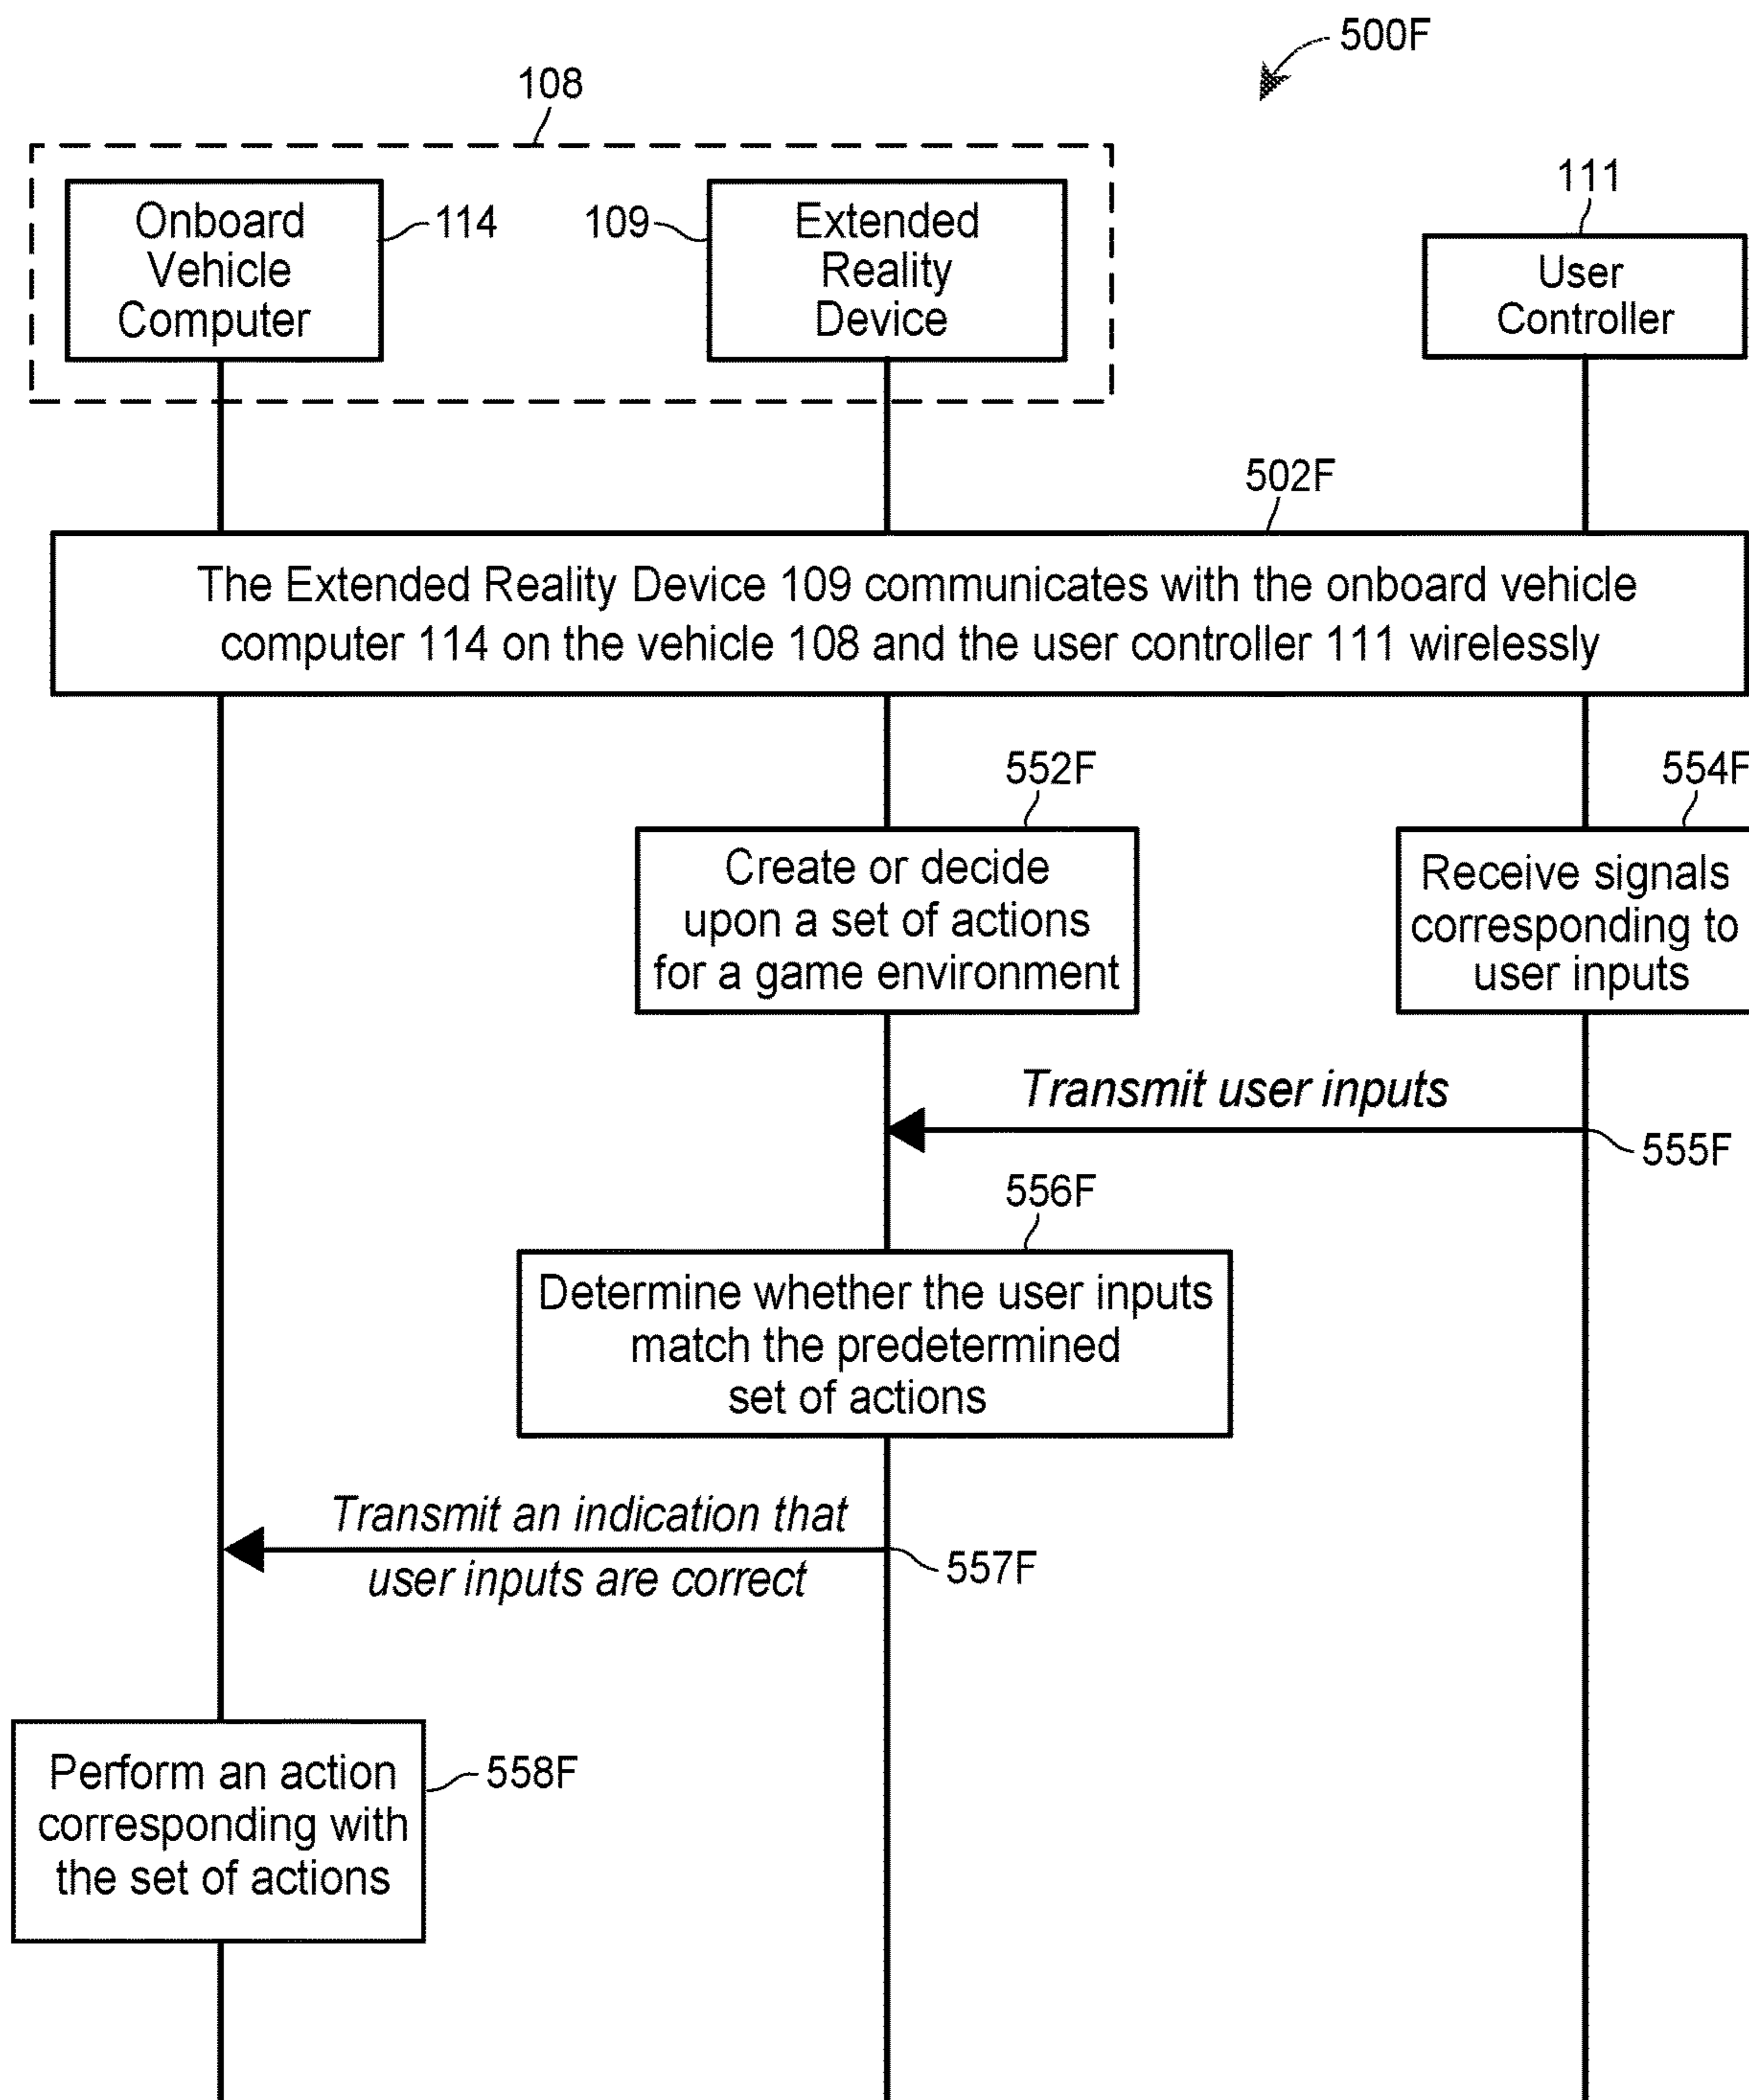 500F
108
Onboard
Vehicle
Computer
114
109
Extended
Reality
Device
111
User
Controller
502F
The Extended Reality Device 109 communicates with the onboard vehicle
computer 114 on the vehicle 108 and the user controller 111 wirelessly
552F
Create or decide
upon a set of actions
for a game environment
554F
Receive signals
corresponding to
user inputs
Transmit user inputs
555F
556F
Determine whether the user inputs
match the predetermined
set of actions
Transmit an indication that
user inputs are correct
557F
Perform an action
corresponding with
the set of actions
558F